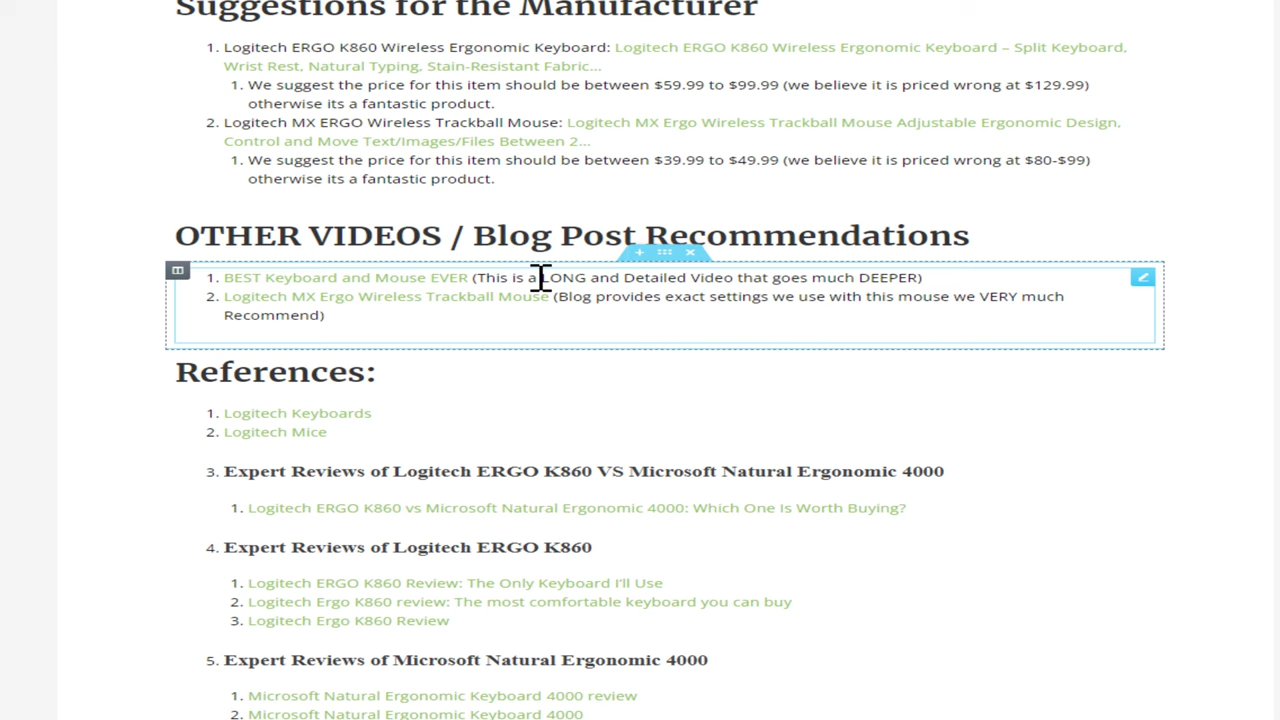 Suggestions for the Manufacturer
1. Logitech ERGO K860 Wireless Ergonomic Keyboard: Logitech ERGO K860 Wireless Ergonomic Keyboard – Split Keyboard,
Wrist Rest, Natural Typing, Stain-Resistant Fabric...
1. We suggest the price for this item should be between $59.99 to $99.99 (we believe it is priced wrong at $129.99)
otherwise its a fantastic product.
2. Logitech MX ERGO Wireless Trackball Mouse: Logitech MX Ergo Wireless Trackball Mouse Adjustable Ergonomic Design,
Control and Move Text/Images/Files Between 2...
1. We suggest the price for this item should be between $39.99 to $49.99 (we believe it is priced wrong at $80-$99)
otherwise its a fantastic product.
OTHER VIDEOS / Blog Post Recommendations
1. BEST Keyboard and Mouse EVER (This is a LONG and Detailed Video that goes much DEEPER)
2. Logitech MX Ergo Wireless Trackball Mouse (Blog provides exact settings we use with this mouse we VERY much
Recommend)
References:
1. Logitech Keyboards
2. Logitech Mice
3. Expert Reviews of Logitech ERGO K860 VS Microsoft Natural Ergonomic 4000
1. Logitech ERGO K860 vs Microsoft Natural Ergonomic 4000: Which One Is Worth Buying?
4. Expert Reviews of Logitech ERGO K860
1. Logitech ERGO K860 Review: The Only Keyboard I'll Use
2. Logitech Ergo K860 review: The most comfortable keyboard you can buy
3. Logitech Ergo K860 Review
5. Expert Reviews of Microsoft Natural Ergonomic 4000
1. Microsoft Natural Ergonomic Keyboard 4000 review
2. Microsoft Natural Ergonomic Keyboard 4000